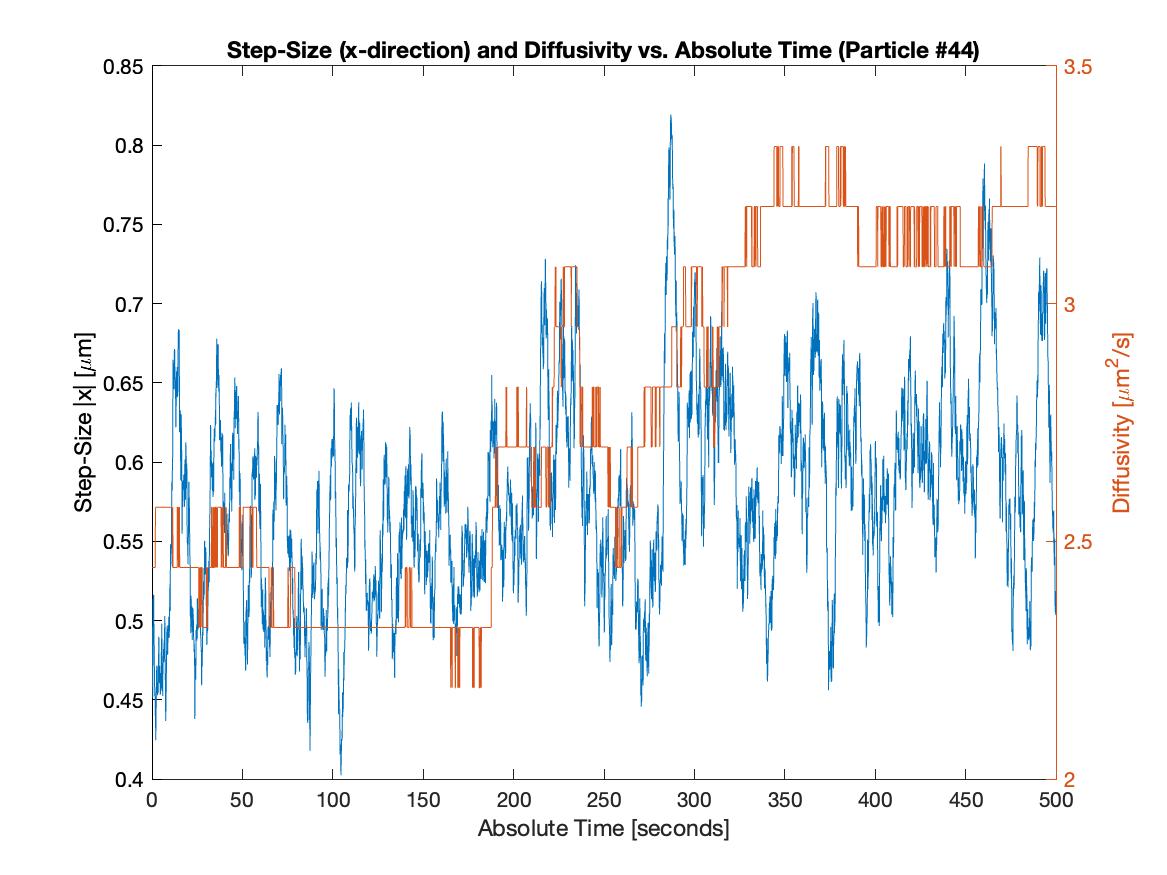 Step-Size (x-direction) and Diffusivity vs. Absolute Time (Particle #44)
0.85
0.8
0.75
0.7
0.65
0.6
0.55
0.5
0.45
0.4
Step-Size |x| [μm]
3.5
3
2.5
2
Diffusivity [μm²/s]
0 50 100 150 200 250 300 350 400 450 500
Absolute Time [seconds]